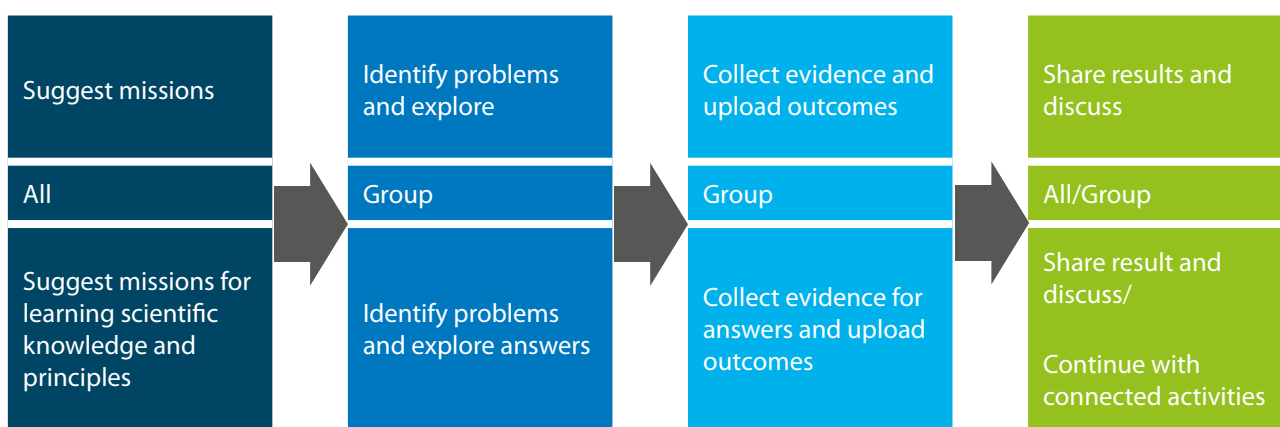 Suggest missions
All
Suggest missions for
learning scientific
knowledge and
principles
Identify problems
and explore
Group
Identify problems
and explore answers
Collect evidence and
upload outcomes
Group
Collect evidence for
answers and upload
outcomes
Share results and
discuss
All/Group
Share result and
discuss/
Continue with
connected activities